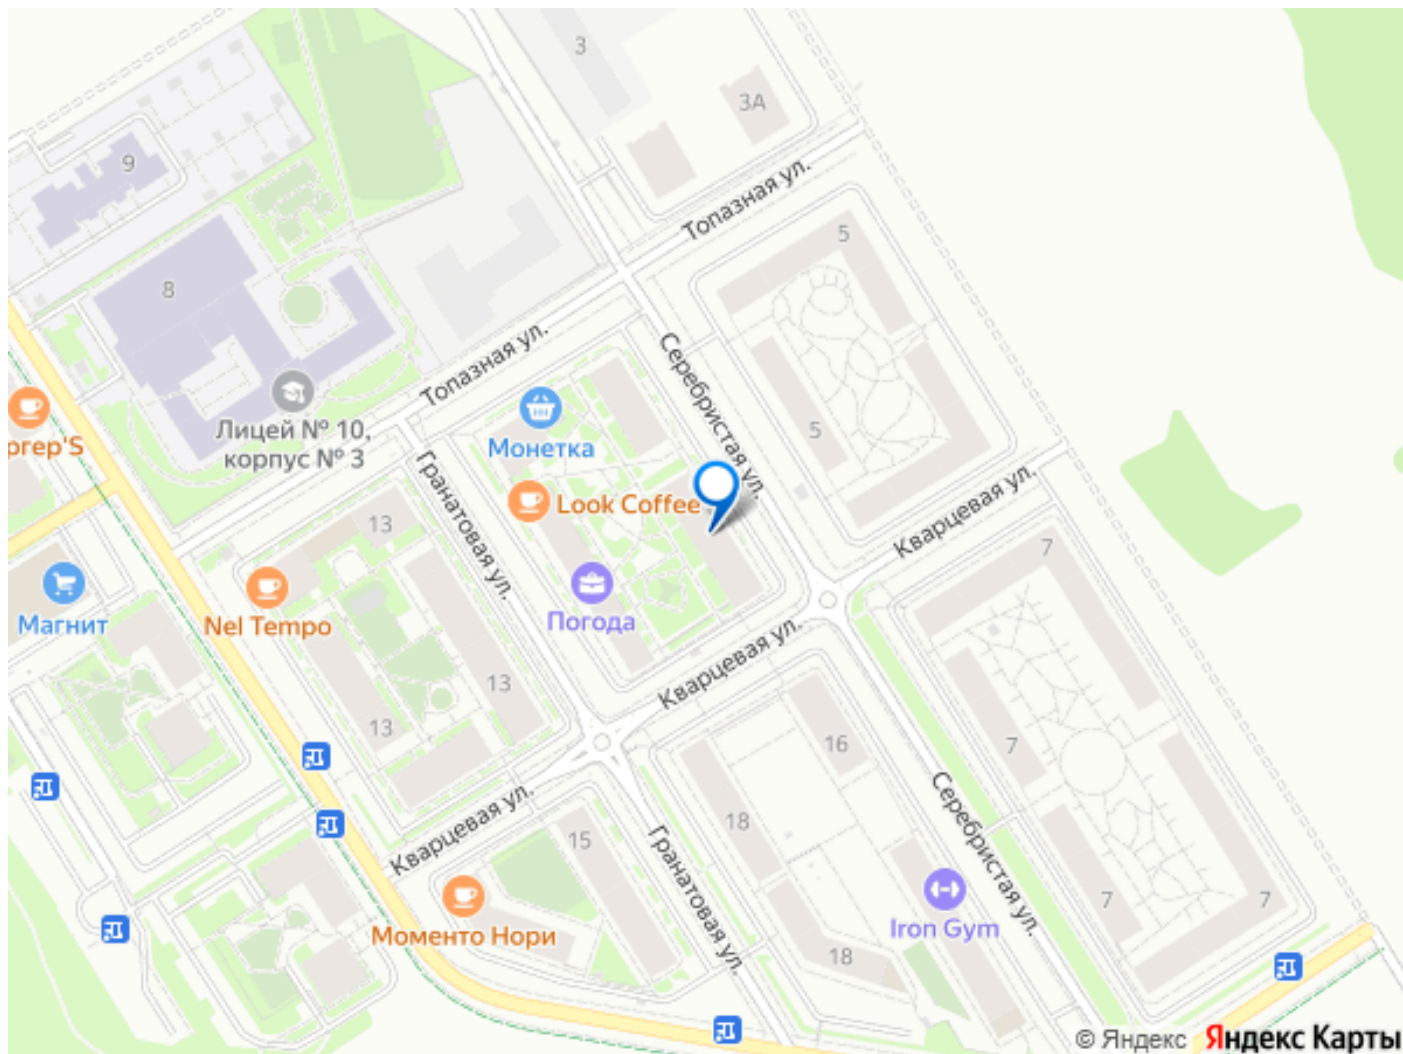 3
3А
9
Топазная ул.
5
8
Серебристая ул.
Топазная ул.
Лицей № 10,
корпус № 3
Монетка
5
Look Coffee
Гранатовая ул.
13
Кварцевая ул.
7
Магнит
Nel Tempo
Погода
Кварцевая ул.
13
13
16
7
18
Серебристая ул.
Кварцевая ул.
15
Гранатовая ул.
Моменто Нори
Iron Gym
7
7
18
© Яндекс Яндекс Карты